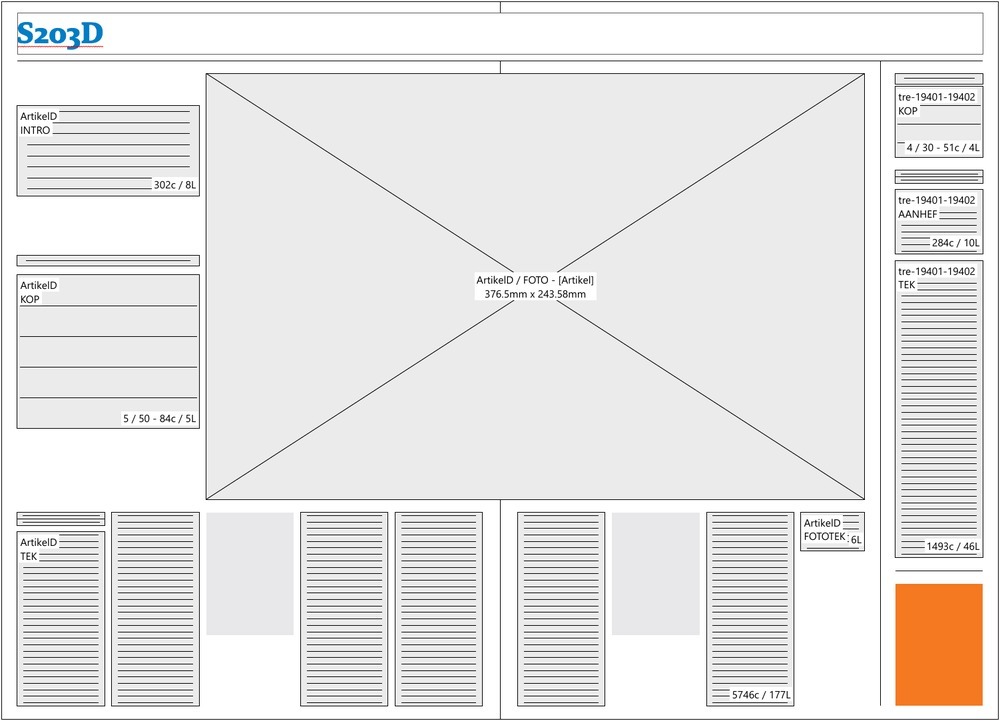 S203D
ArtikelD
INTRO
302c / 8L
ArtikelD
KOP
5 / 50 - 84c / 5L
ArtikelD / FOTO - [Artikel]
376.5mm x 243.58mm
tre-19401-19402
KOP
4 / 30 - 51c / 4L
tre-19401-19402
AANHEF
284c / 10L
tre-19401-19402
TEK
1493c / 46L
ArtikelD
TEK
5746c / 177L
ArtikelD
FOTOTEK
6L